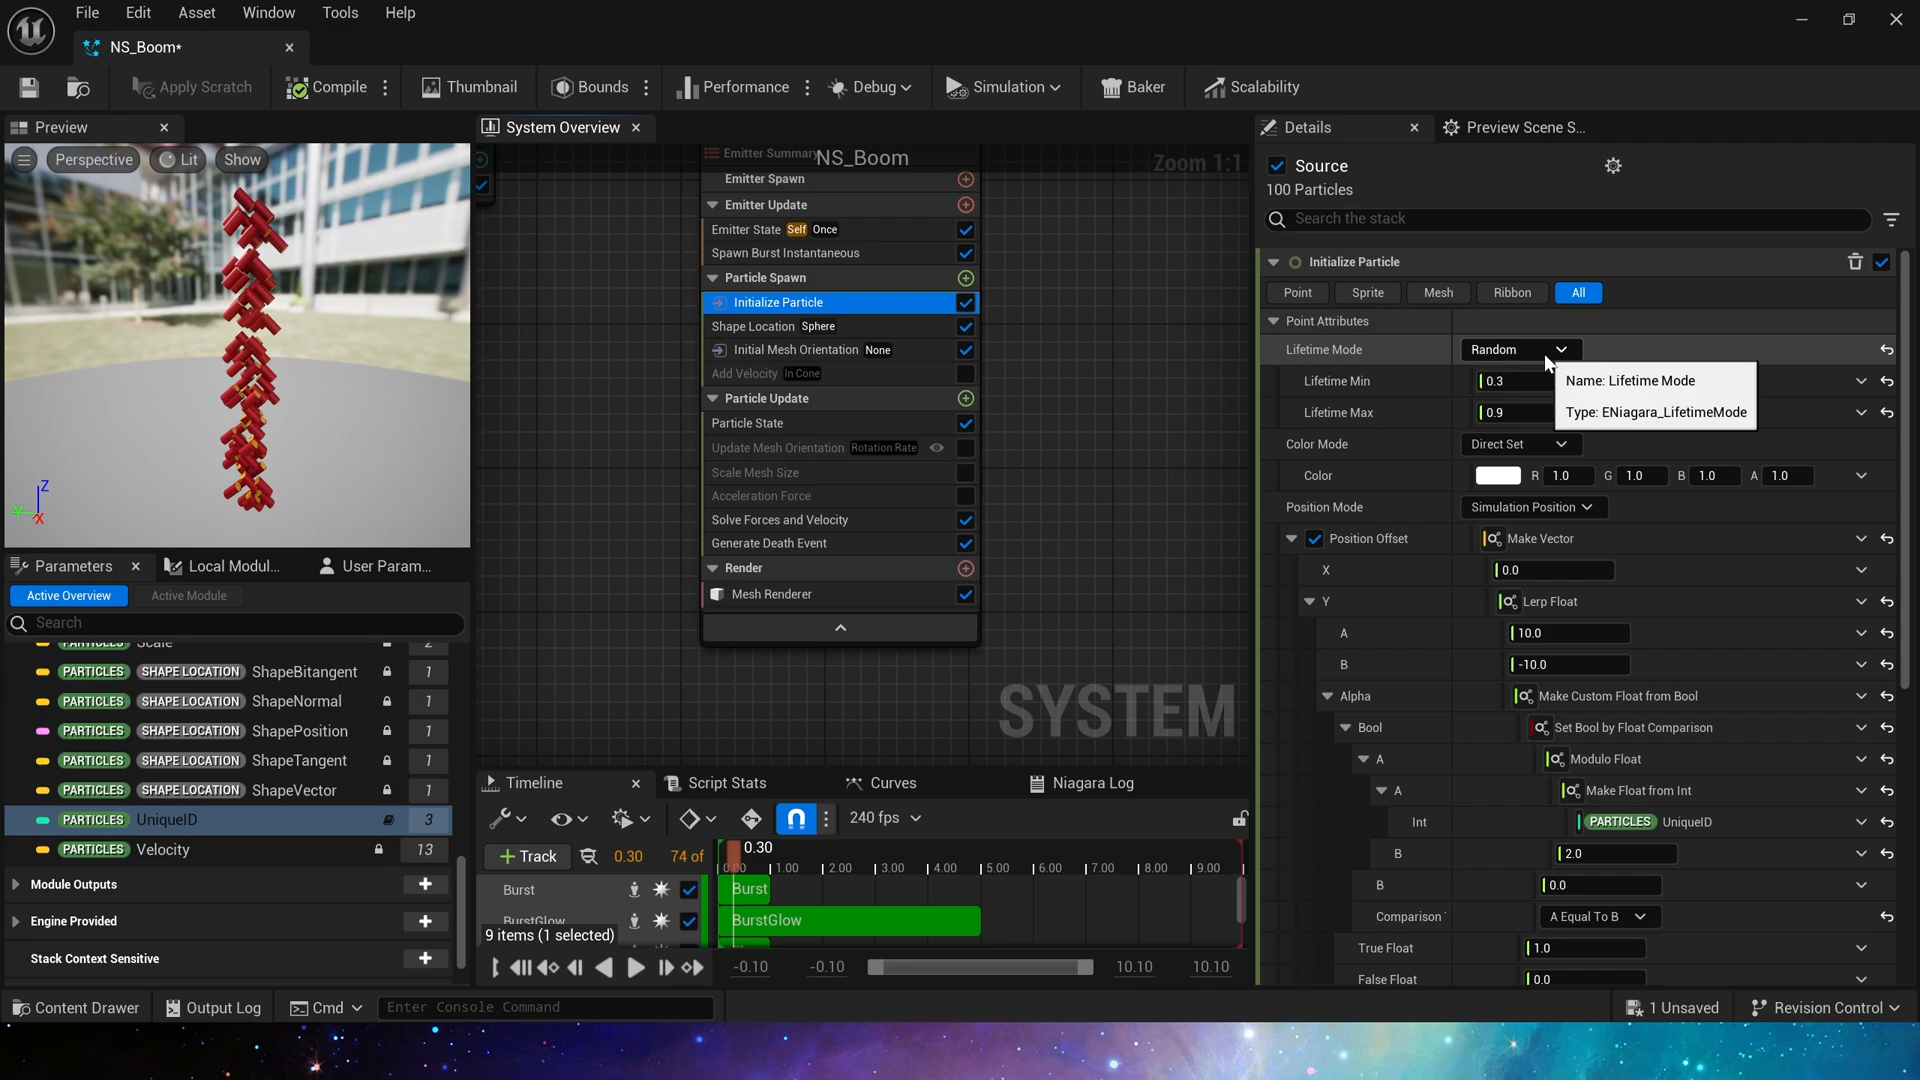 File Edit Asset Window Tools Help
NS_Boom*
Apply Scratch Compile Thumbnail Bounds Performance Debug Simulation Baker Scalability
Preview
Perspective Lit Show
Z
X
System Overview
NS_Boom
Zoom 1:1
Emitter Summary
Emitter Spawn
Emitter Update
Emitter State Self Once
Spawn Burst Instantaneous
Particle Spawn
Initialize Particle
Shape Location Sphere
Initial Mesh Orientation None
Add Velocity In Cone
Particle Update
Particle State
Update Mesh Orientation Rotation Rate
Scale Mesh Size
Acceleration Force
Solve Forces and Velocity
Generate Death Event
Render
Mesh Renderer
SYSTEM
Parameters Local Modul... User Param...
Active Overview Active Module
Search
PARTICLES Scale 2
PARTICLES SHAPE LOCATION ShapeBitangent 1
PARTICLES SHAPE LOCATION ShapeNormal 1
PARTICLES SHAPE LOCATION ShapePosition 1
PARTICLES SHAPE LOCATION ShapeTangent 1
PARTICLES SHAPE LOCATION ShapeVector 1
PARTICLES UniqueID 3
PARTICLES Velocity 13
Module Outputs
Engine Provided
Stack Context Sensitive
Timeline Script Stats Curves Niagara Log
240 fps
+ Track 0.30 74 of
0.30
0.00 1.00 2.00 3.00 4.00 5.00 6.00 7.00 8.00 9.00
Burst Burst
BurstGlow BurstGlow
9 items (1 selected)
-0.10 -0.10 10.10 10.10
Details Preview Scene S...
Source
100 Particles
Search the stack
Initialize Particle
Point Sprite Mesh Ribbon All
Point Attributes
Lifetime Mode Random
Lifetime Min 0.3
Lifetime Max 0.9
Name: Lifetime Mode
Type: ENiagara_LifetimeMode
Color Mode Direct Set
Color R 1.0 G 1.0 B 1.0 A 1.0
Position Mode Simulation Position
Position Offset Make Vector
X 0.0
Y Lerp Float
A 10.0
B -10.0
Alpha Make Custom Float from Bool
Bool Set Bool by Float Comparison
A Modulo Float
A Make Float from Int
Int PARTICLES UniqueID
B 2.0
B 0.0
Comparison A Equal To B
True Float 1.0
False Float 0.0
Content Drawer Output Log Cmd Enter Console Command 1 Unsaved Revision Control